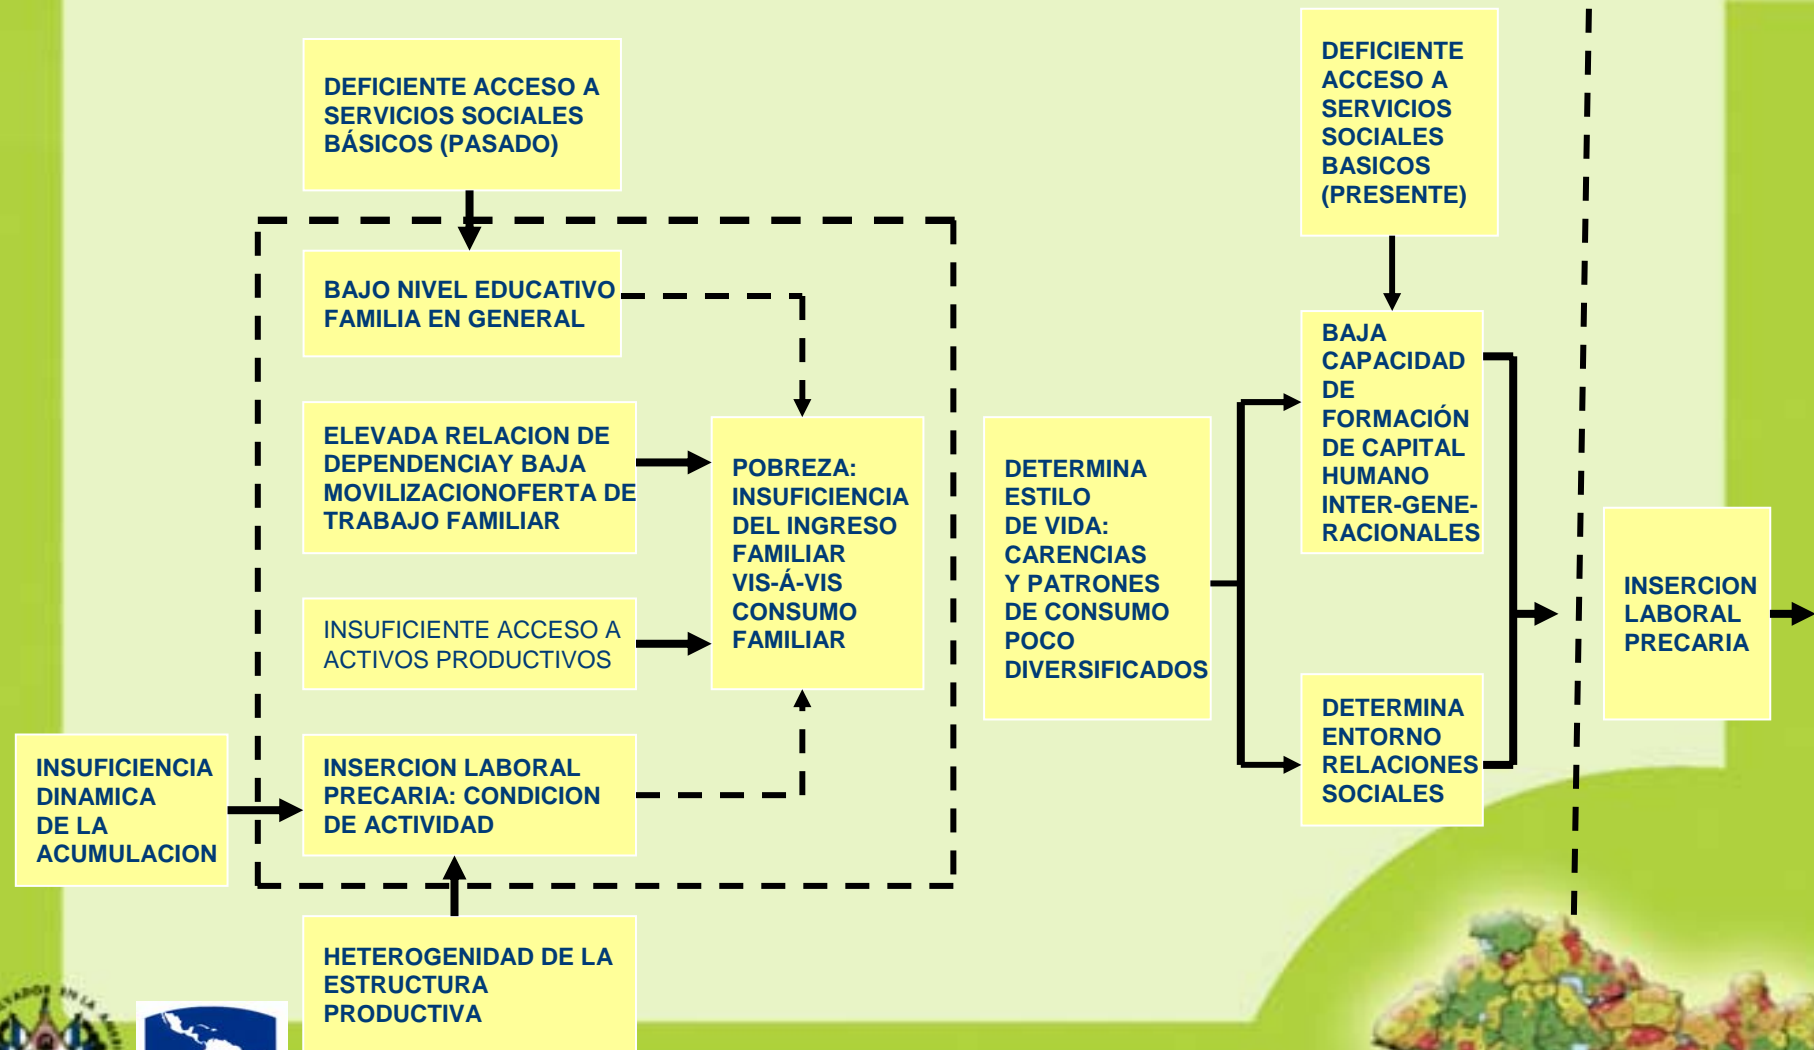 DEFICIENTE ACCESO A
SERVICIOS SOCIALES
BÁSICOS (PASADO)
BAJO NIVEL EDUCATIVO
FAMILIA EN GENERAL
ELEVADA RELACION DE
DEPENDENCIAY BAJA
MOVILIZACIONOFERTA DE
TRABAJO FAMILIAR
INSUFICIENTE ACCESO A
ACTIVOS PRODUCTIVOS
INSUFICIENCIA
DINAMICA
DE LA
ACUMULACION
INSERCION LABORAL
PRECARIA: CONDICION
DE ACTIVIDAD
HETEROGENIDAD DE LA
ESTRUCTURA
PRODUCTIVA
POBREZA:
INSUFICIENCIA
DEL INGRESO
FAMILIAR
VIS-Á-VIS
CONSUMO
FAMILIAR
DETERMINA
ESTILO
DE VIDA:
CARENCIAS
Y PATRONES
DE CONSUMO
POCO
DIVERSIFICADOS
DEFICIENTE
ACCESO A
SERVICIOS
SOCIALES
BASICOS
(PRESENTE)
BAJA
CAPACIDAD
DE
FORMACIÓN
DE CAPITAL
HUMANO
INTER-GENE-
RACIONALES
DETERMINA
ENTORNO
RELACIONES
SOCIALES
INSERCION
LABORAL
PRECARIA